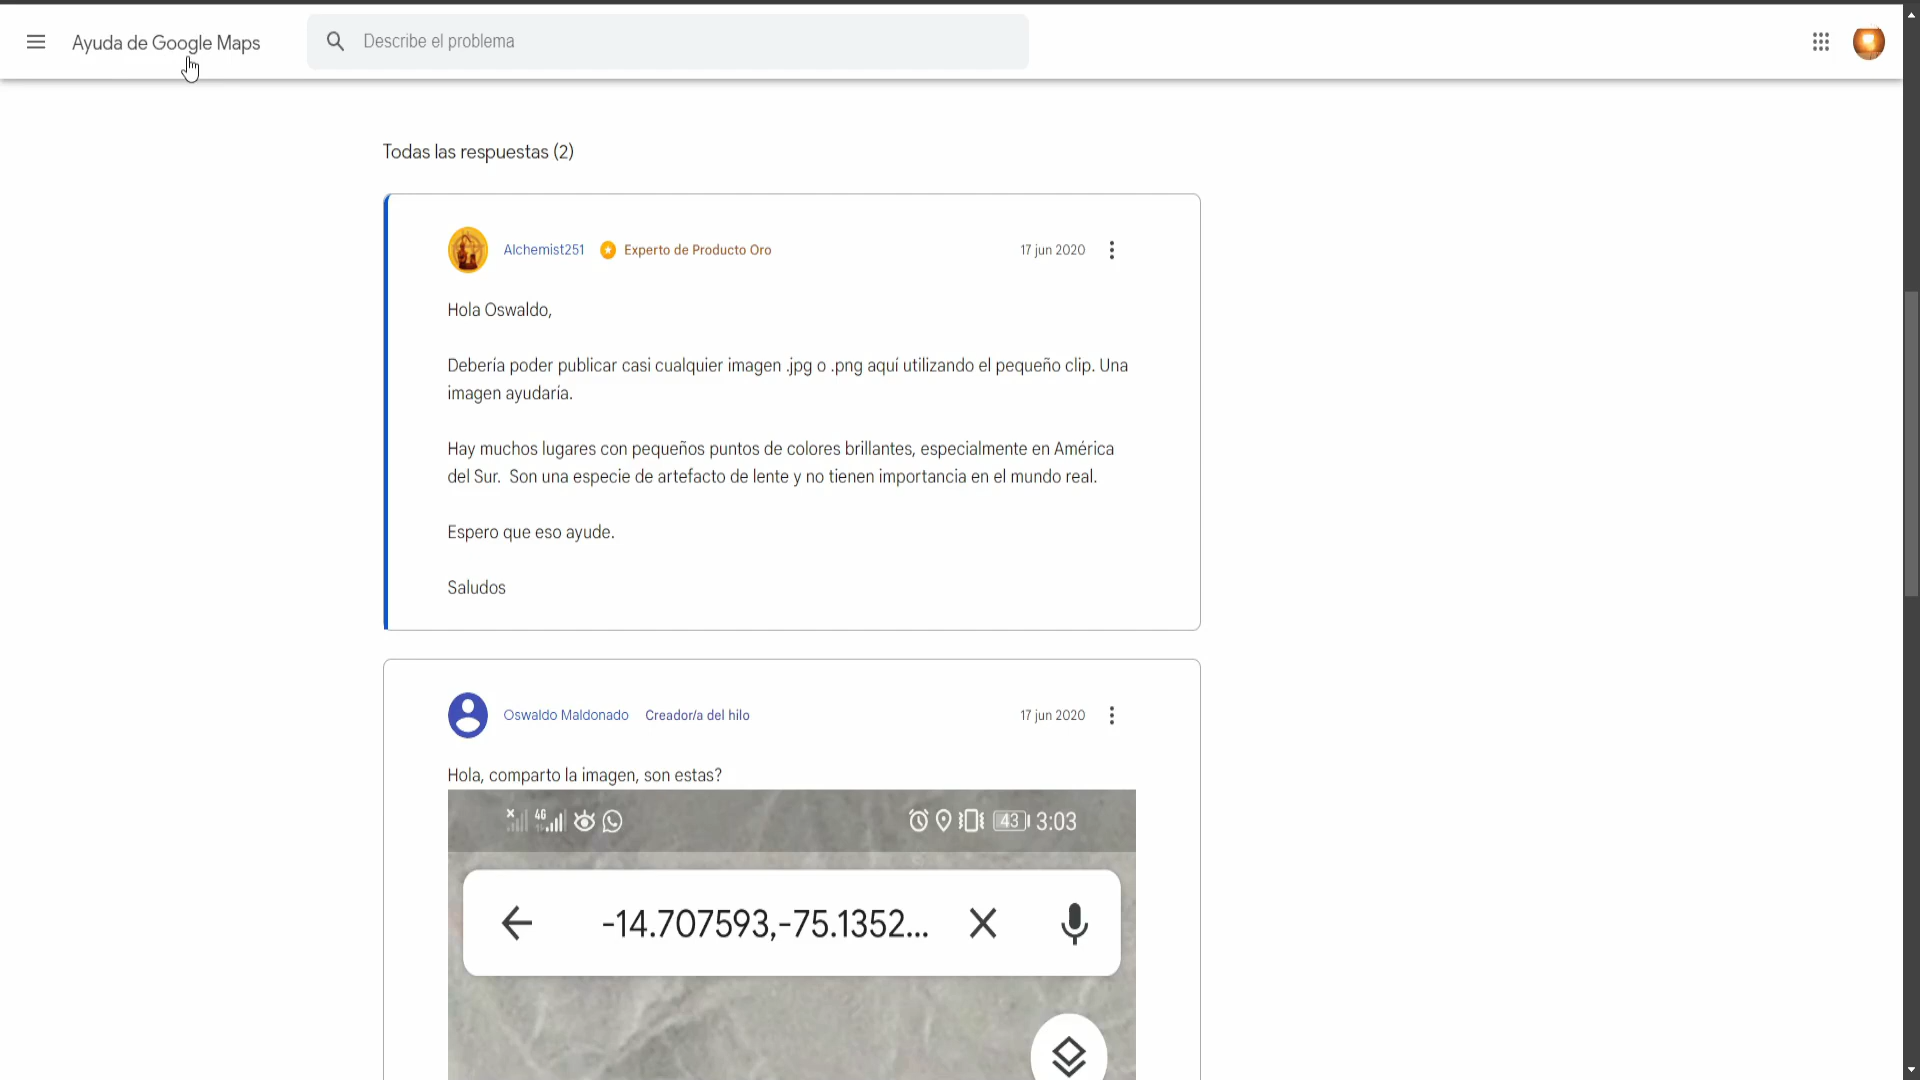 Ayuda de Google Maps
Describe el problema
Todas las respuestas (2)
Alchemist251 Experto de Producto Oro 17 jun 2020
Hola Oswaldo,
Debería poder publicar casi cualquier imagen .jpg o .png aquí utilizando el pequeño clip. Una
imagen ayudaría.
Hay muchos lugares con pequeños puntos de colores brillantes, especialmente en América
del Sur. Son una especie de artefacto de lente y no tienen importancia en el mundo real.
Espero que eso ayude.
Saludos
Oswaldo Maldonado Creador/a del hilo 17 jun 2020
Hola, comparto la imagen, son estas?
4G 43 3:03
-14.707593,-75.1352...